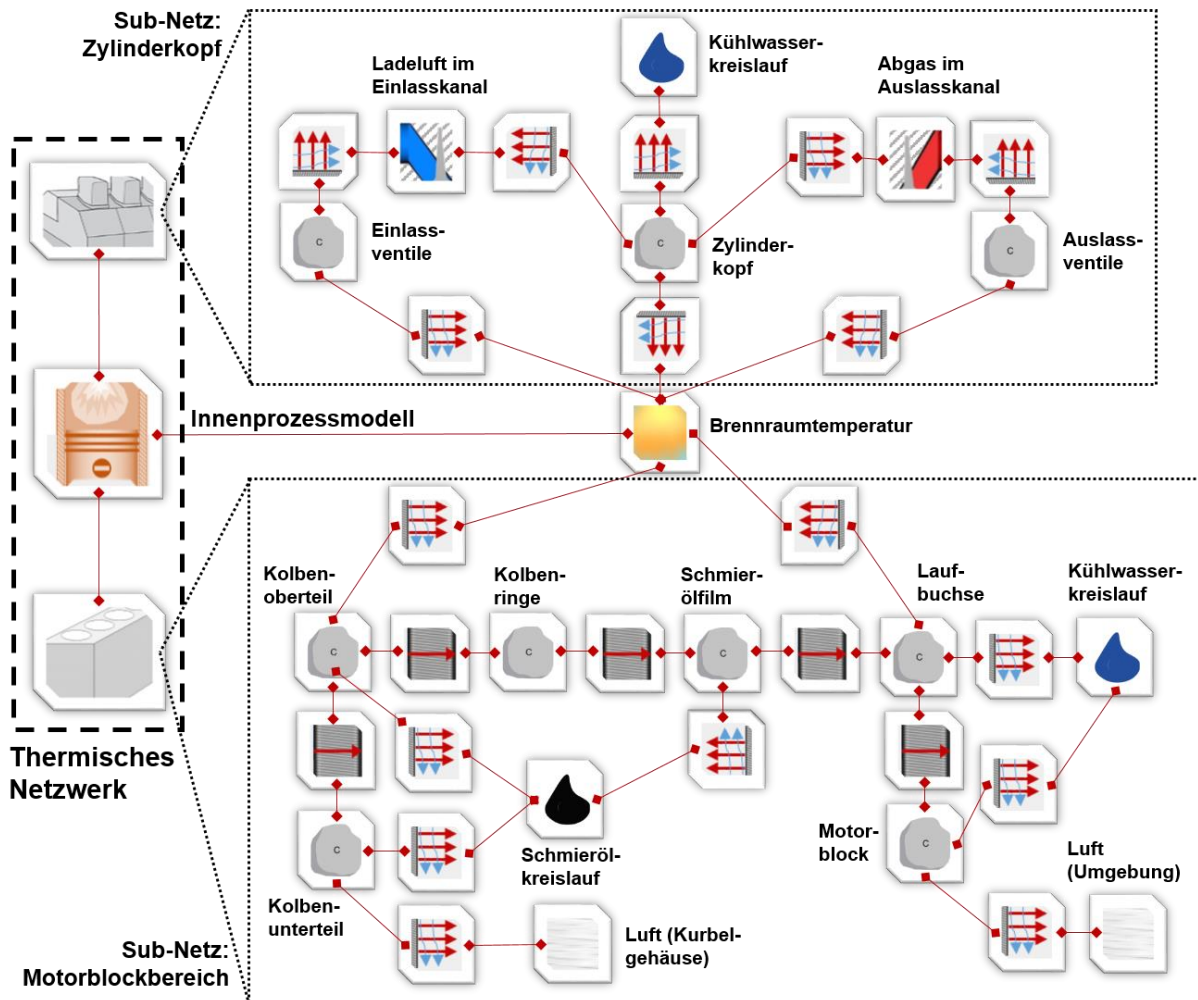 Sub-Netz:
Zylinderkopf
Ladeluft im
Einlasskanal
Kühlwasser-
kreislauf
Abgas im
Auslasskanal
C
Einlass-
ventile
C
Zylinder-
kopf
C
Auslass-
ventile
Innenprozessmodell
Brennraumtemperatur
Kolben-
oberteil
Kolben-
ringe
Schmier-
ölfilm
Lauf-
buchse
Kühlwasser-
kreislauf
C
C
C
C
Thermisches
Netzwerk
C
Schmieröl-
kreislauf
Motor-
block
C
Luft
(Umgebung)
Kolben-
unterteil
Luft (Kurbel-
gehäuse)
Sub-Netz:
Motorblockbereich